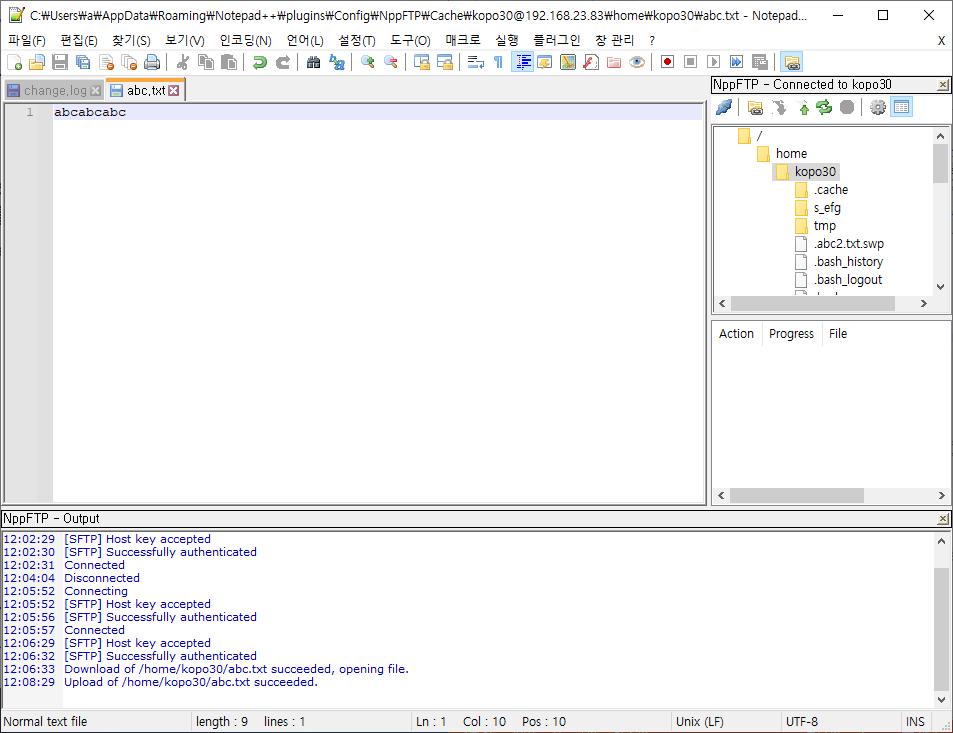 C:₩Users₩a₩AppData₩Roaming₩Notepad++₩plugins₩Config₩NppFTP₩Cache₩kopo30@192.168.23.83₩home₩kopo30₩abc.txt - Notepad...
파일(F) 편집(E) 찾기(S) 보기(V) 인코딩(N) 언어(L) 설정(T) 도구(O) 매크로 실행 플러그인 창 관리 ? X
change.log abc.txt
1 abcabcabc
NppFTP - Connected to kopo30
/
home
kopo30
.cache
s_efg
tmp
.abc2.txt.swp
.bash_history
.bash_logout
Action Progress File
NppFTP - Output
12:02:29 [SFTP] Host key accepted
12:02:30 [SFTP] Successfully authenticated
12:02:31 Connected
12:04:04 Disconnected
12:05:52 Connecting
12:05:52 [SFTP] Host key accepted
12:05:56 [SFTP] Successfully authenticated
12:05:57 Connected
12:06:29 [SFTP] Host key accepted
12:06:32 [SFTP] Successfully authenticated
12:06:33 Download of /home/kopo30/abc.txt succeeded, opening file.
12:08:29 Upload of /home/kopo30/abc.txt succeeded.
Normal text file length : 9 lines : 1 Ln : 1 Col : 10 Pos : 10 Unix (LF) UTF-8 INS